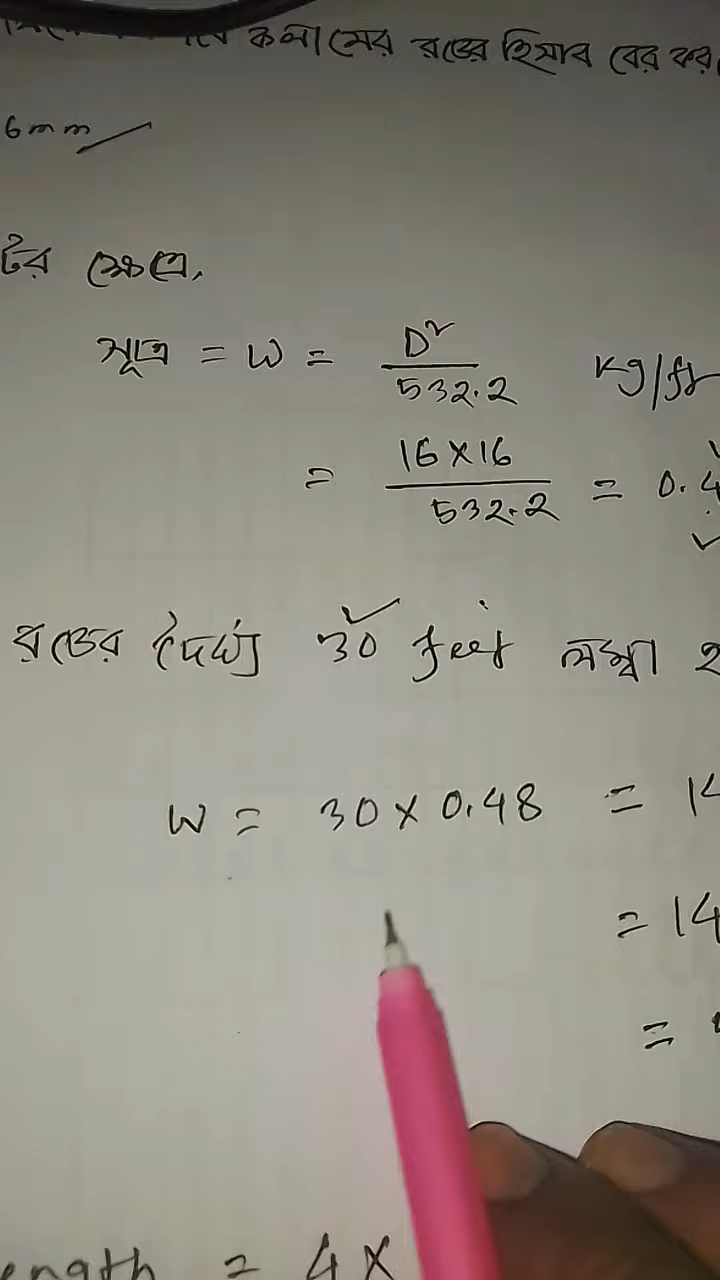 কলামের রডের হিসাব বের কর
6mm
টের ক্ষেত্রে,
সূত্র = W = D² / 532.2 kg/ft
= 16×16 / 532.2 = 0.4
রডের দৈর্ঘ্য 30 feet লম্বা
W = 30 × 0.48 = 14
= 14
=
ength = 4×